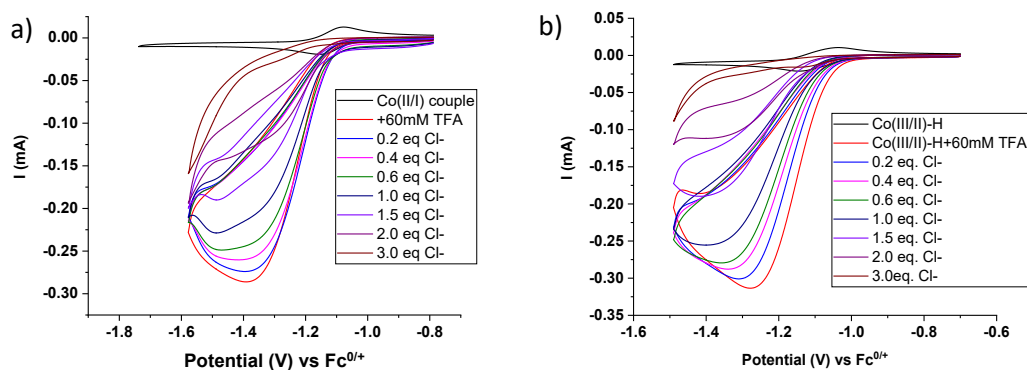 a)
0.00
-0.05
-0.10
-0.15
-0.20
-0.25
-0.30
I (mA)
Co(II/I) couple
+60mM TFA
0.2 eq Cl-
0.4 eq Cl-
0.6 eq Cl-
1.0 eq Cl-
1.5 eq Cl-
2.0 eq Cl-
3.0 eq Cl-
-1.8 -1.6 -1.4 -1.2 -1.0 -0.8
Potential (V) vs Fc0/+
b)
0.05
0.00
-0.05
-0.10
-0.15
-0.20
-0.25
-0.30
-0.35
I (mA)
Co(III/II)-H
Co(III/II)-H+60mM TFA
0.2 eq. Cl-
0.4 eq. Cl-
0.6 eq. Cl-
1.0 eq. Cl-
1.5 eq. Cl-
2.0 eq. Cl-
3.0eq. Cl-
-1.6 -1.4 -1.2 -1.0 -0.8 -0.6
Potential (V) vs Fc0/+